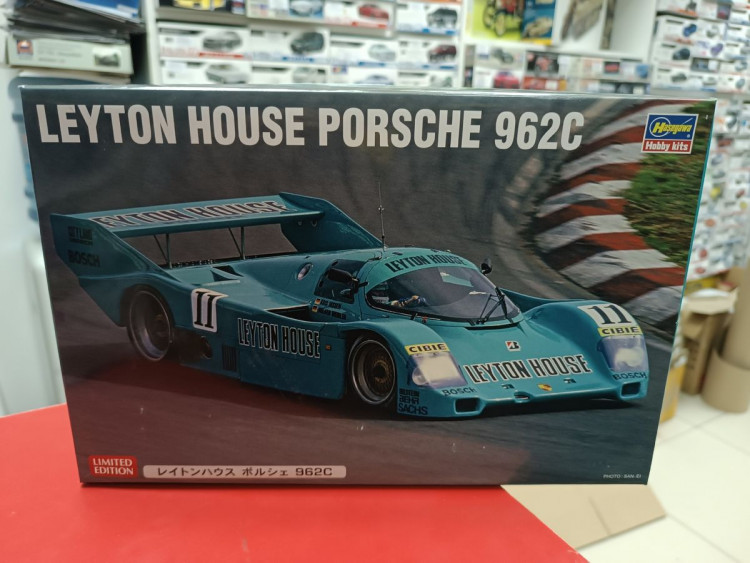 LEYTON HOUSE PORSCHE 962C
Hasegawa
Hobby kits
LEYTON HOUSE
BOSCH
LEYTON HOUSE
11
LEYTON HOUSE
11
CIBIE
CIBIE
LEYTON HOUSE
BOSCH
BOSCH
BEHR
SACHS
LIMITED
EDITION
レイトンハウス ポルシェ 962C